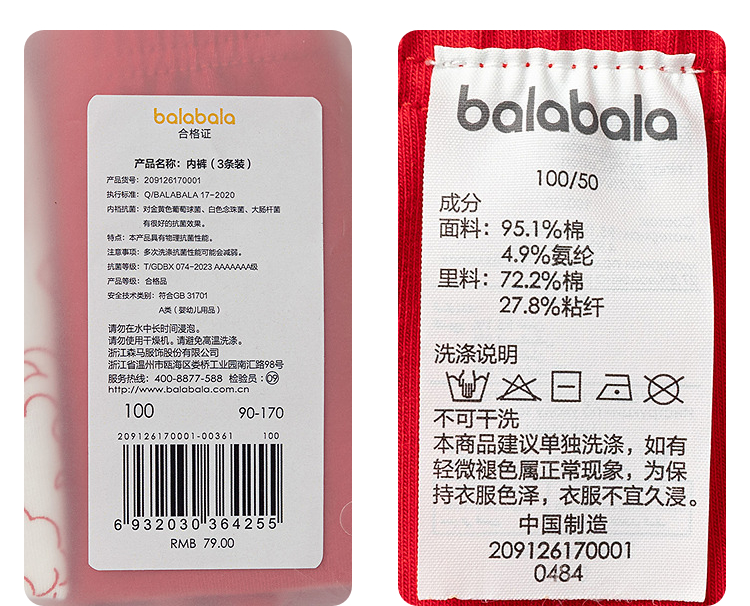 balabala
合格证
产品名称：内裤（3条装）
产品货号：209126170001
执行标准：Q/BALABALA 17-2020
内裆抗菌：对金黄色葡萄球菌、白色念珠菌、大肠杆菌
有很好的抗菌效果。
特点：本产品具有物理抗菌性能。
注意事项：多次洗涤抗菌性能可能会减弱。
抗菌等级：T/GDBX 074-2023 AAAAAAA级
产品等级：合格品
安全技术类别：符合GB 31701
A类（婴幼儿用品）
请勿在水中长时间浸泡。
请勿使用干燥机。请避免高温洗涤。
浙江森马服饰股份有限公司
浙江省温州市瓯海区娄桥工业园南汇路98号
服务热线：400-8877-588 检验员：09
http://www.balabala.com.cn
100 90-170
209126170001-00361 100
6 932030 364255
RMB 79.00
balabala
100/50
成分
面料：95.1%棉
4.9%氨纶
里料：72.2%棉
27.8%粘纤
洗涤说明
不可干洗
本商品建议单独洗涤，如有
轻微褪色属正常现象，为保
持衣服色泽，衣服不宜久浸。
中国制造
209126170001
0484